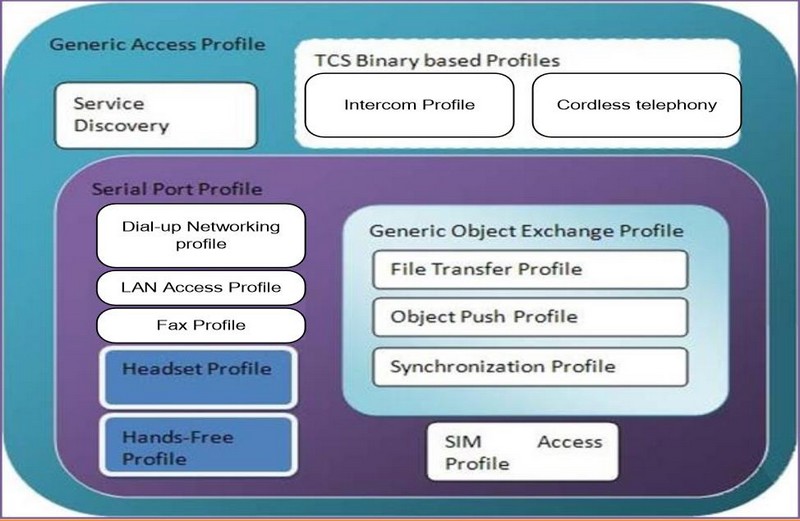 Generic Access Profile
TCS Binary based Profiles
Service
Discovery
Intercom Profile
Cordless telephony
Serial Port Profile
Dial-up Networking
profile
LAN Access Profile
Fax Profile
Headset Profile
Hands-Free
Profile
Generic Object Exchange Profile
File Transfer Profile
Object Push Profile
Synchronization Profile
SIM Access
Profile